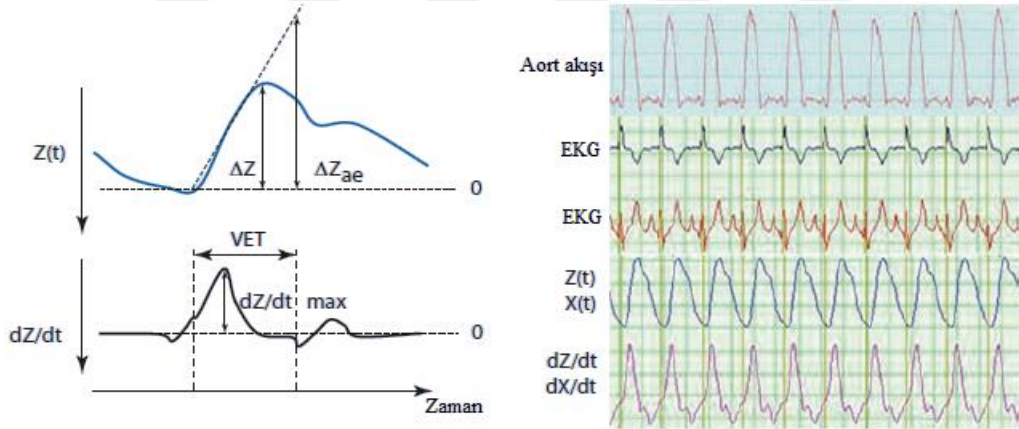 Z(t)
ΔZ
ΔZae
0
VET
dZ/dt max
dZ/dt
0
Zaman
Aort akışı
EKG
EKG
Z(t)
X(t)
dZ/dt
dX/dt